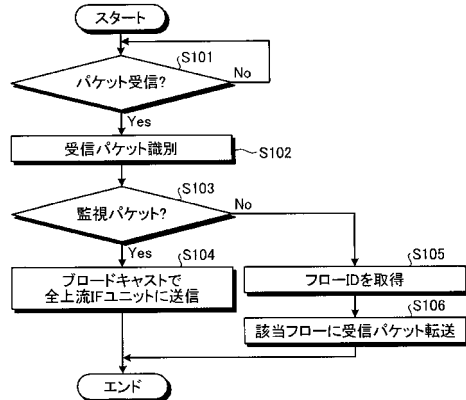 スタート
S101
パケット受信?
No
Yes
受信パケット識別
S102
S103
監視パケット?
No
Yes
S104
ブロードキャストで
全上流IFユニットに送信
S105
フローIDを取得
S106
該当フローに受信パケット転送
エンド